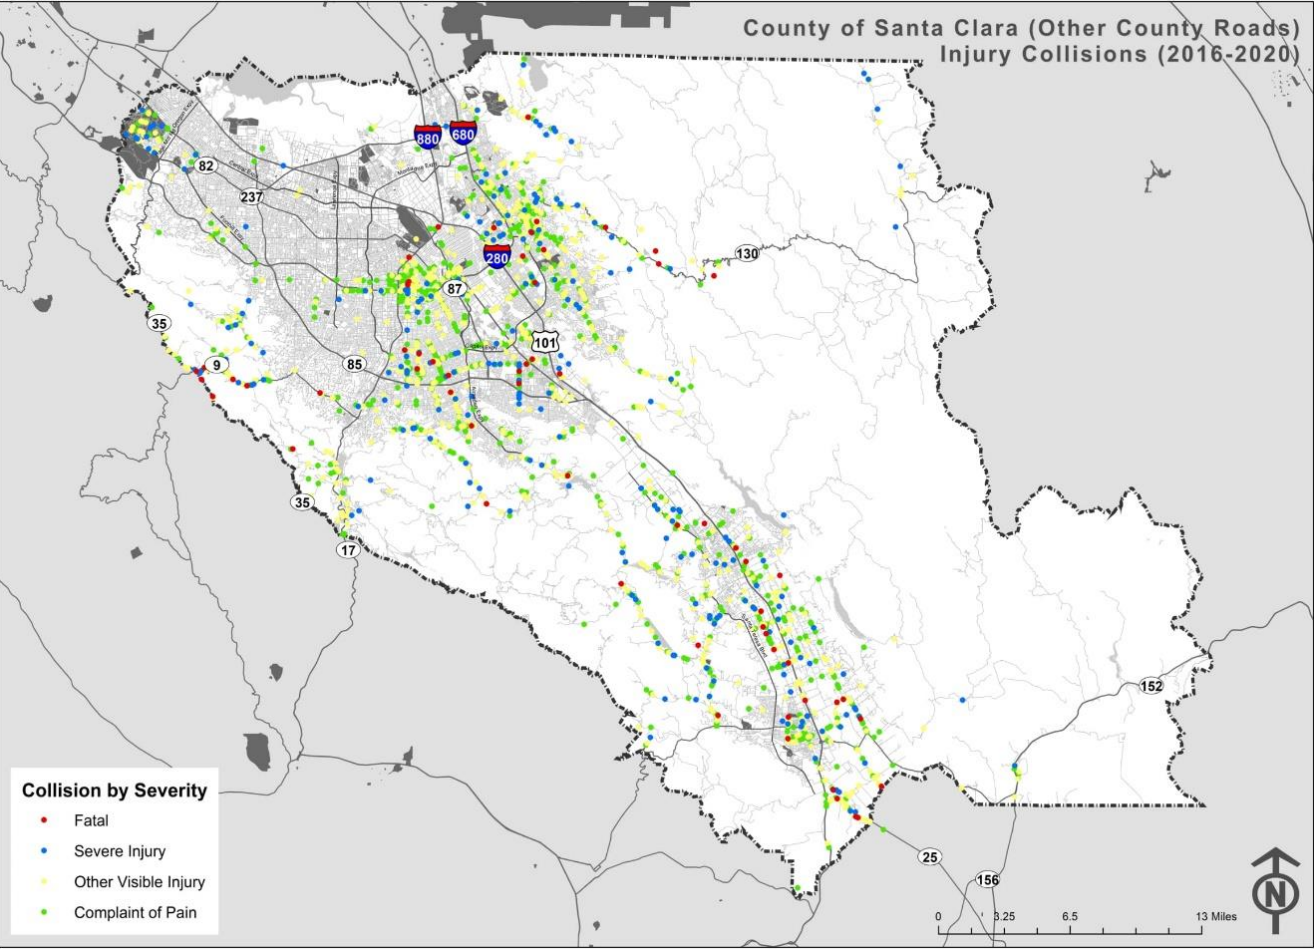 County of Santa Clara (Other County Roads)
Injury Collisions (2016-2020)
880
680
82
237
280
130
87
35
101
9
85
35
17
152
25
156
Collision by Severity
Fatal
Severe Injury
Other Visible Injury
Complaint of Pain
N
0 3.25 6.5 13 Miles